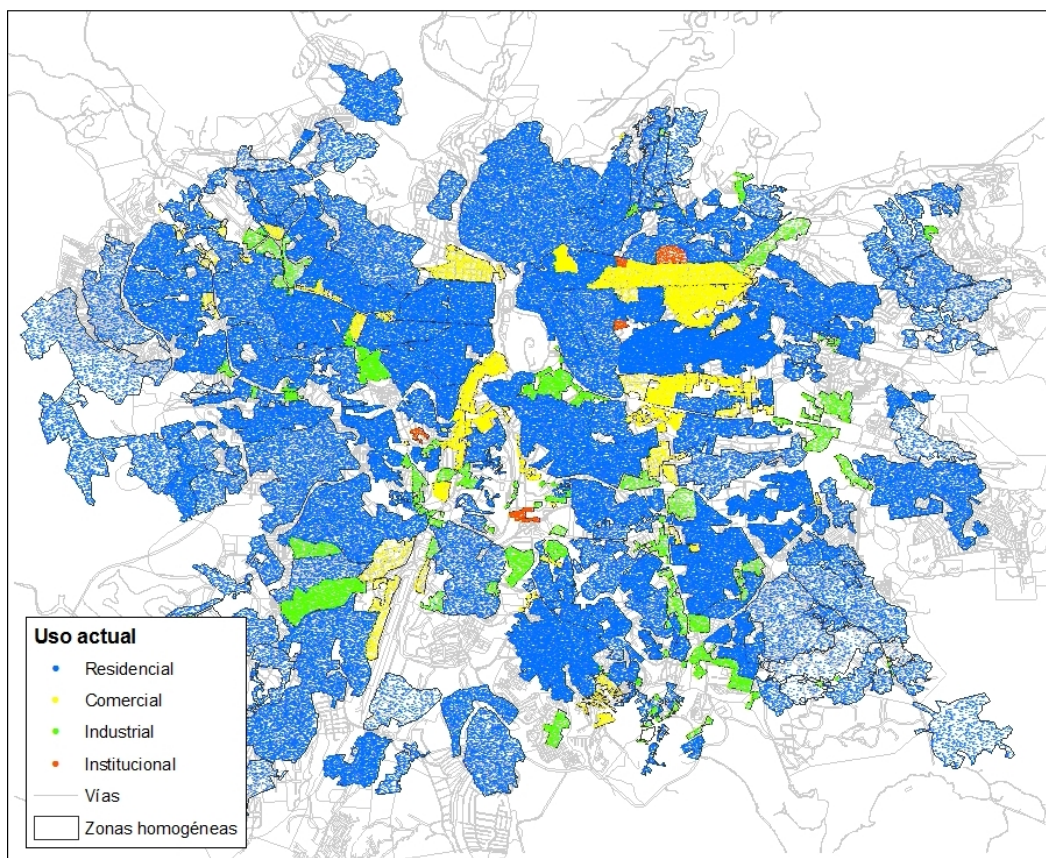 Uso actual
Residencial
Comercial
Industrial
Institucional
Vías
Zonas homogéneas